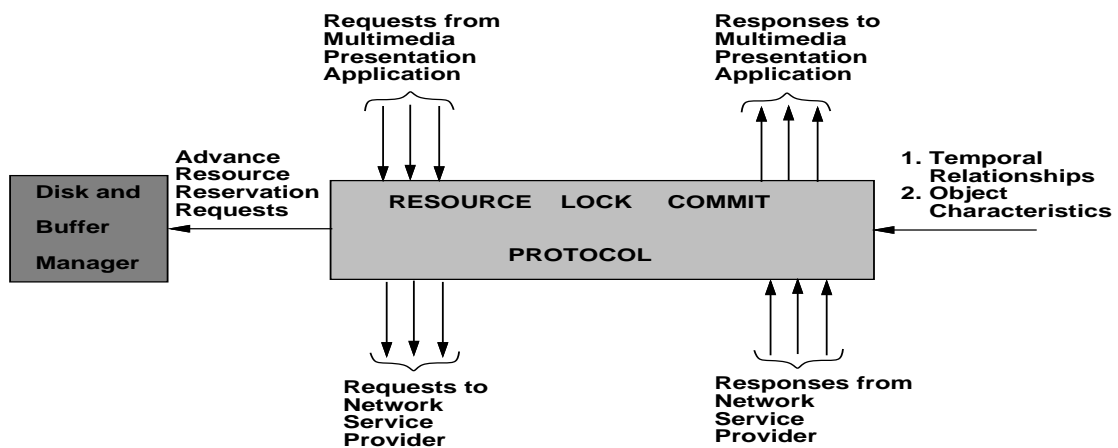 Requests from
Multimedia
Presentation
Application
Responses to
Multimedia
Presentation
Application
Advance
Resource
Reservation
Requests
Disk and
Buffer
Manager
RESOURCE LOCK COMMIT
PROTOCOL
1. Temporal
Relationships
2. Object
Characteristics
Requests to
Network
Service
Provider
Responses from
Network
Service
Provider